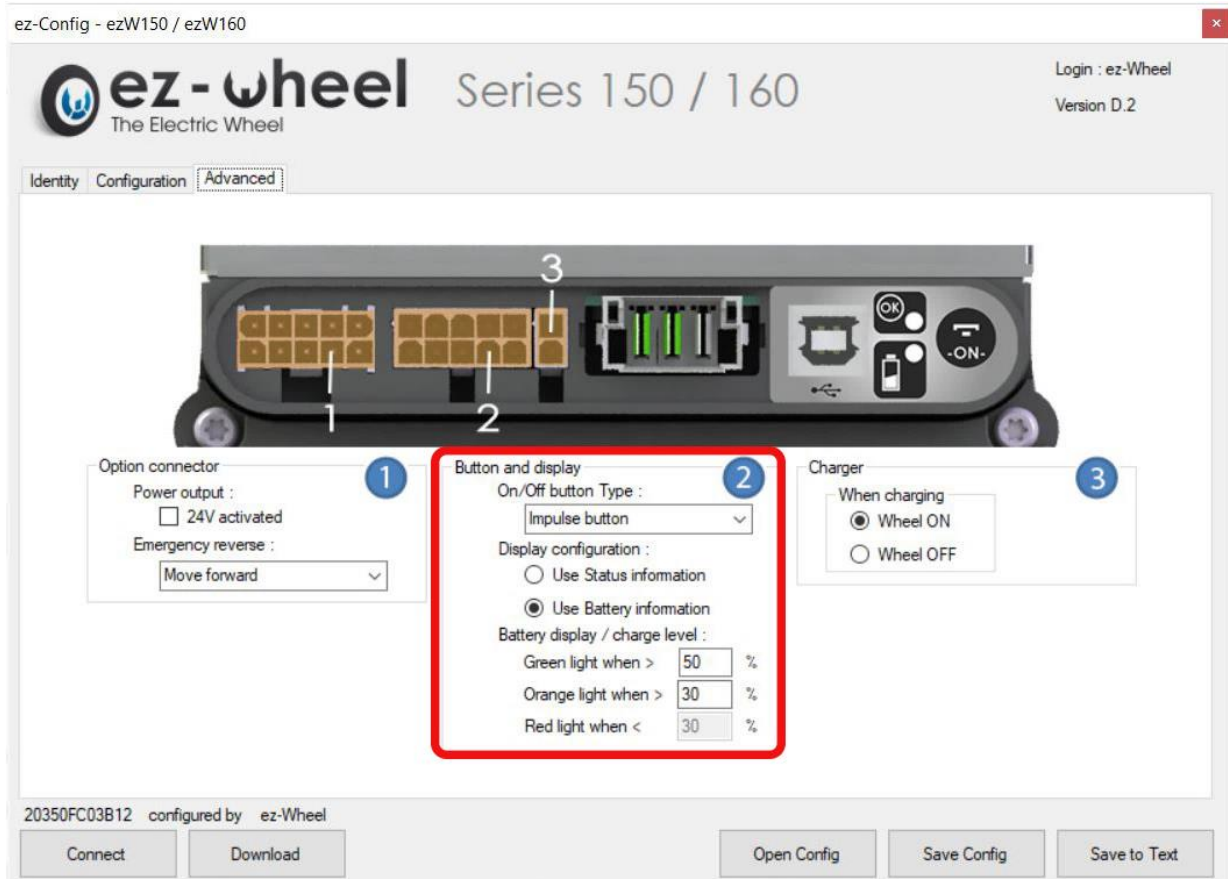 ez-Config - ezW150 / ezW160
×
ez-wheel
The Electric Wheel
Series 150 / 160
Login : ez-Wheel
Version D.2
Identity Configuration Advanced
3
OK
-ON-
1
2
Option connector
1
Power output :
24V activated
Emergency reverse :
Move forward
Button and display
2
On/Off button Type :
Impulse button
Display configuration :
Use Status information
Use Battery information
Battery display / charge level :
Green light when > 50 %
Orange light when > 30 %
Red light when < 30 %
Charger
3
When charging
Wheel ON
Wheel OFF
20350FC03B12 configured by ez-Wheel
Connect Download Open Config Save Config Save to Text